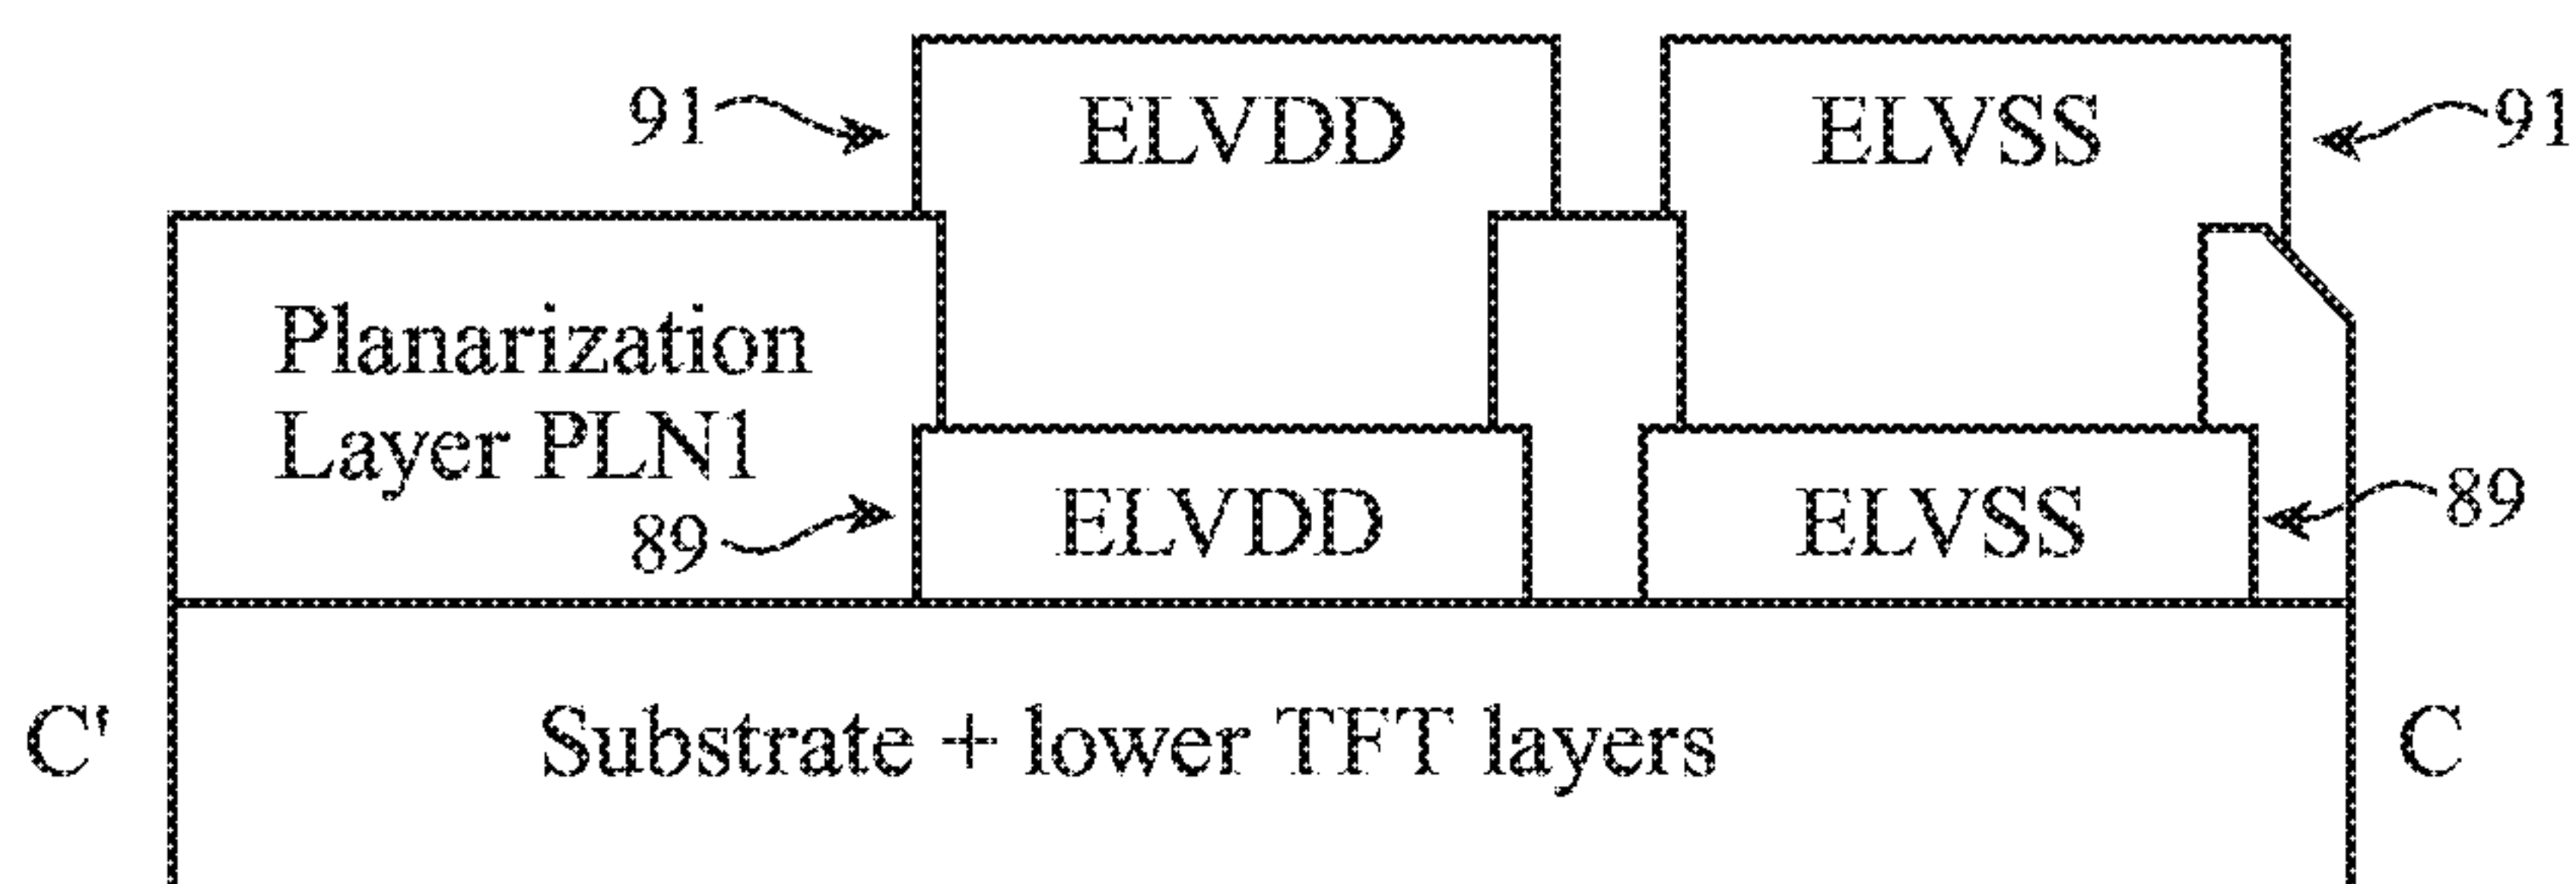 91
ELVDD
ELVSS
91
Planarization
Layer PLN1
89
ELVDD
ELVSS
89
C'
Substrate + lower TFT layers
C